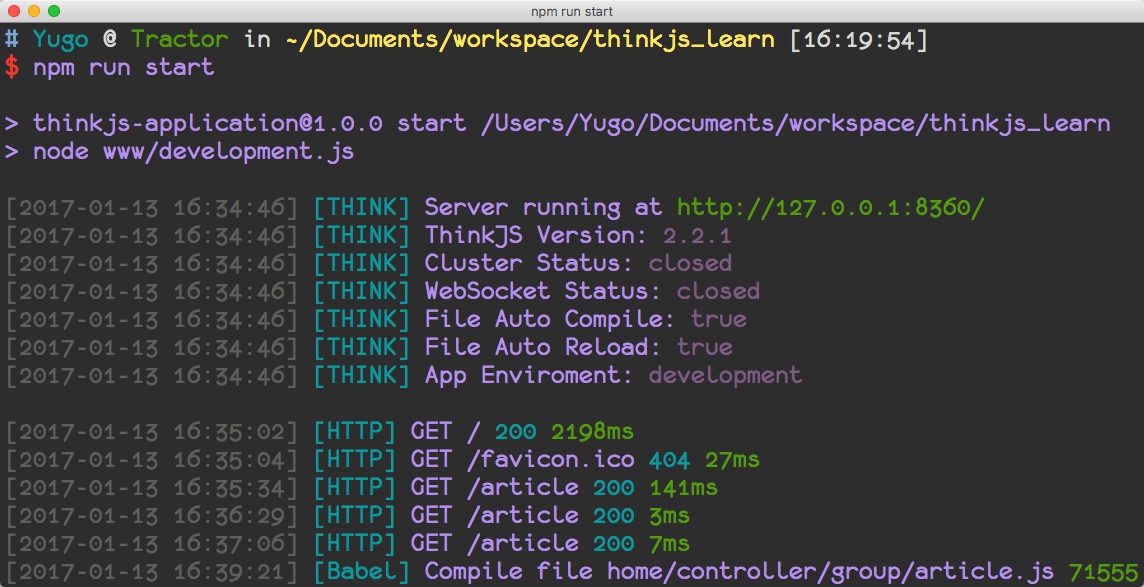 npm run start
# Yugo @ Tractor in ~/Documents/workspace/thinkjs_learn [16:19:54]
$ npm run start
> thinkjs-application@1.0.0 start /Users/Yugo/Documents/workspace/thinkjs_learn
> node www/development.js
[2017-01-13 16:34:46] [THINK] Server running at http://127.0.0.1:8360/
[2017-01-13 16:34:46] [THINK] ThinkJS Version: 2.2.1
[2017-01-13 16:34:46] [THINK] Cluster Status: closed
[2017-01-13 16:34:46] [THINK] WebSocket Status: closed
[2017-01-13 16:34:46] [THINK] File Auto Compile: true
[2017-01-13 16:34:46] [THINK] File Auto Reload: true
[2017-01-13 16:34:46] [THINK] App Enviroment: development
[2017-01-13 16:35:02] [HTTP] GET / 200 2198ms
[2017-01-13 16:35:04] [HTTP] GET /favicon.ico 404 27ms
[2017-01-13 16:35:34] [HTTP] GET /article 200 141ms
[2017-01-13 16:36:29] [HTTP] GET /article 200 3ms
[2017-01-13 16:37:06] [HTTP] GET /article 200 7ms
[2017-01-13 16:39:21] [Babel] Compile file home/controller/group/article.js 71555